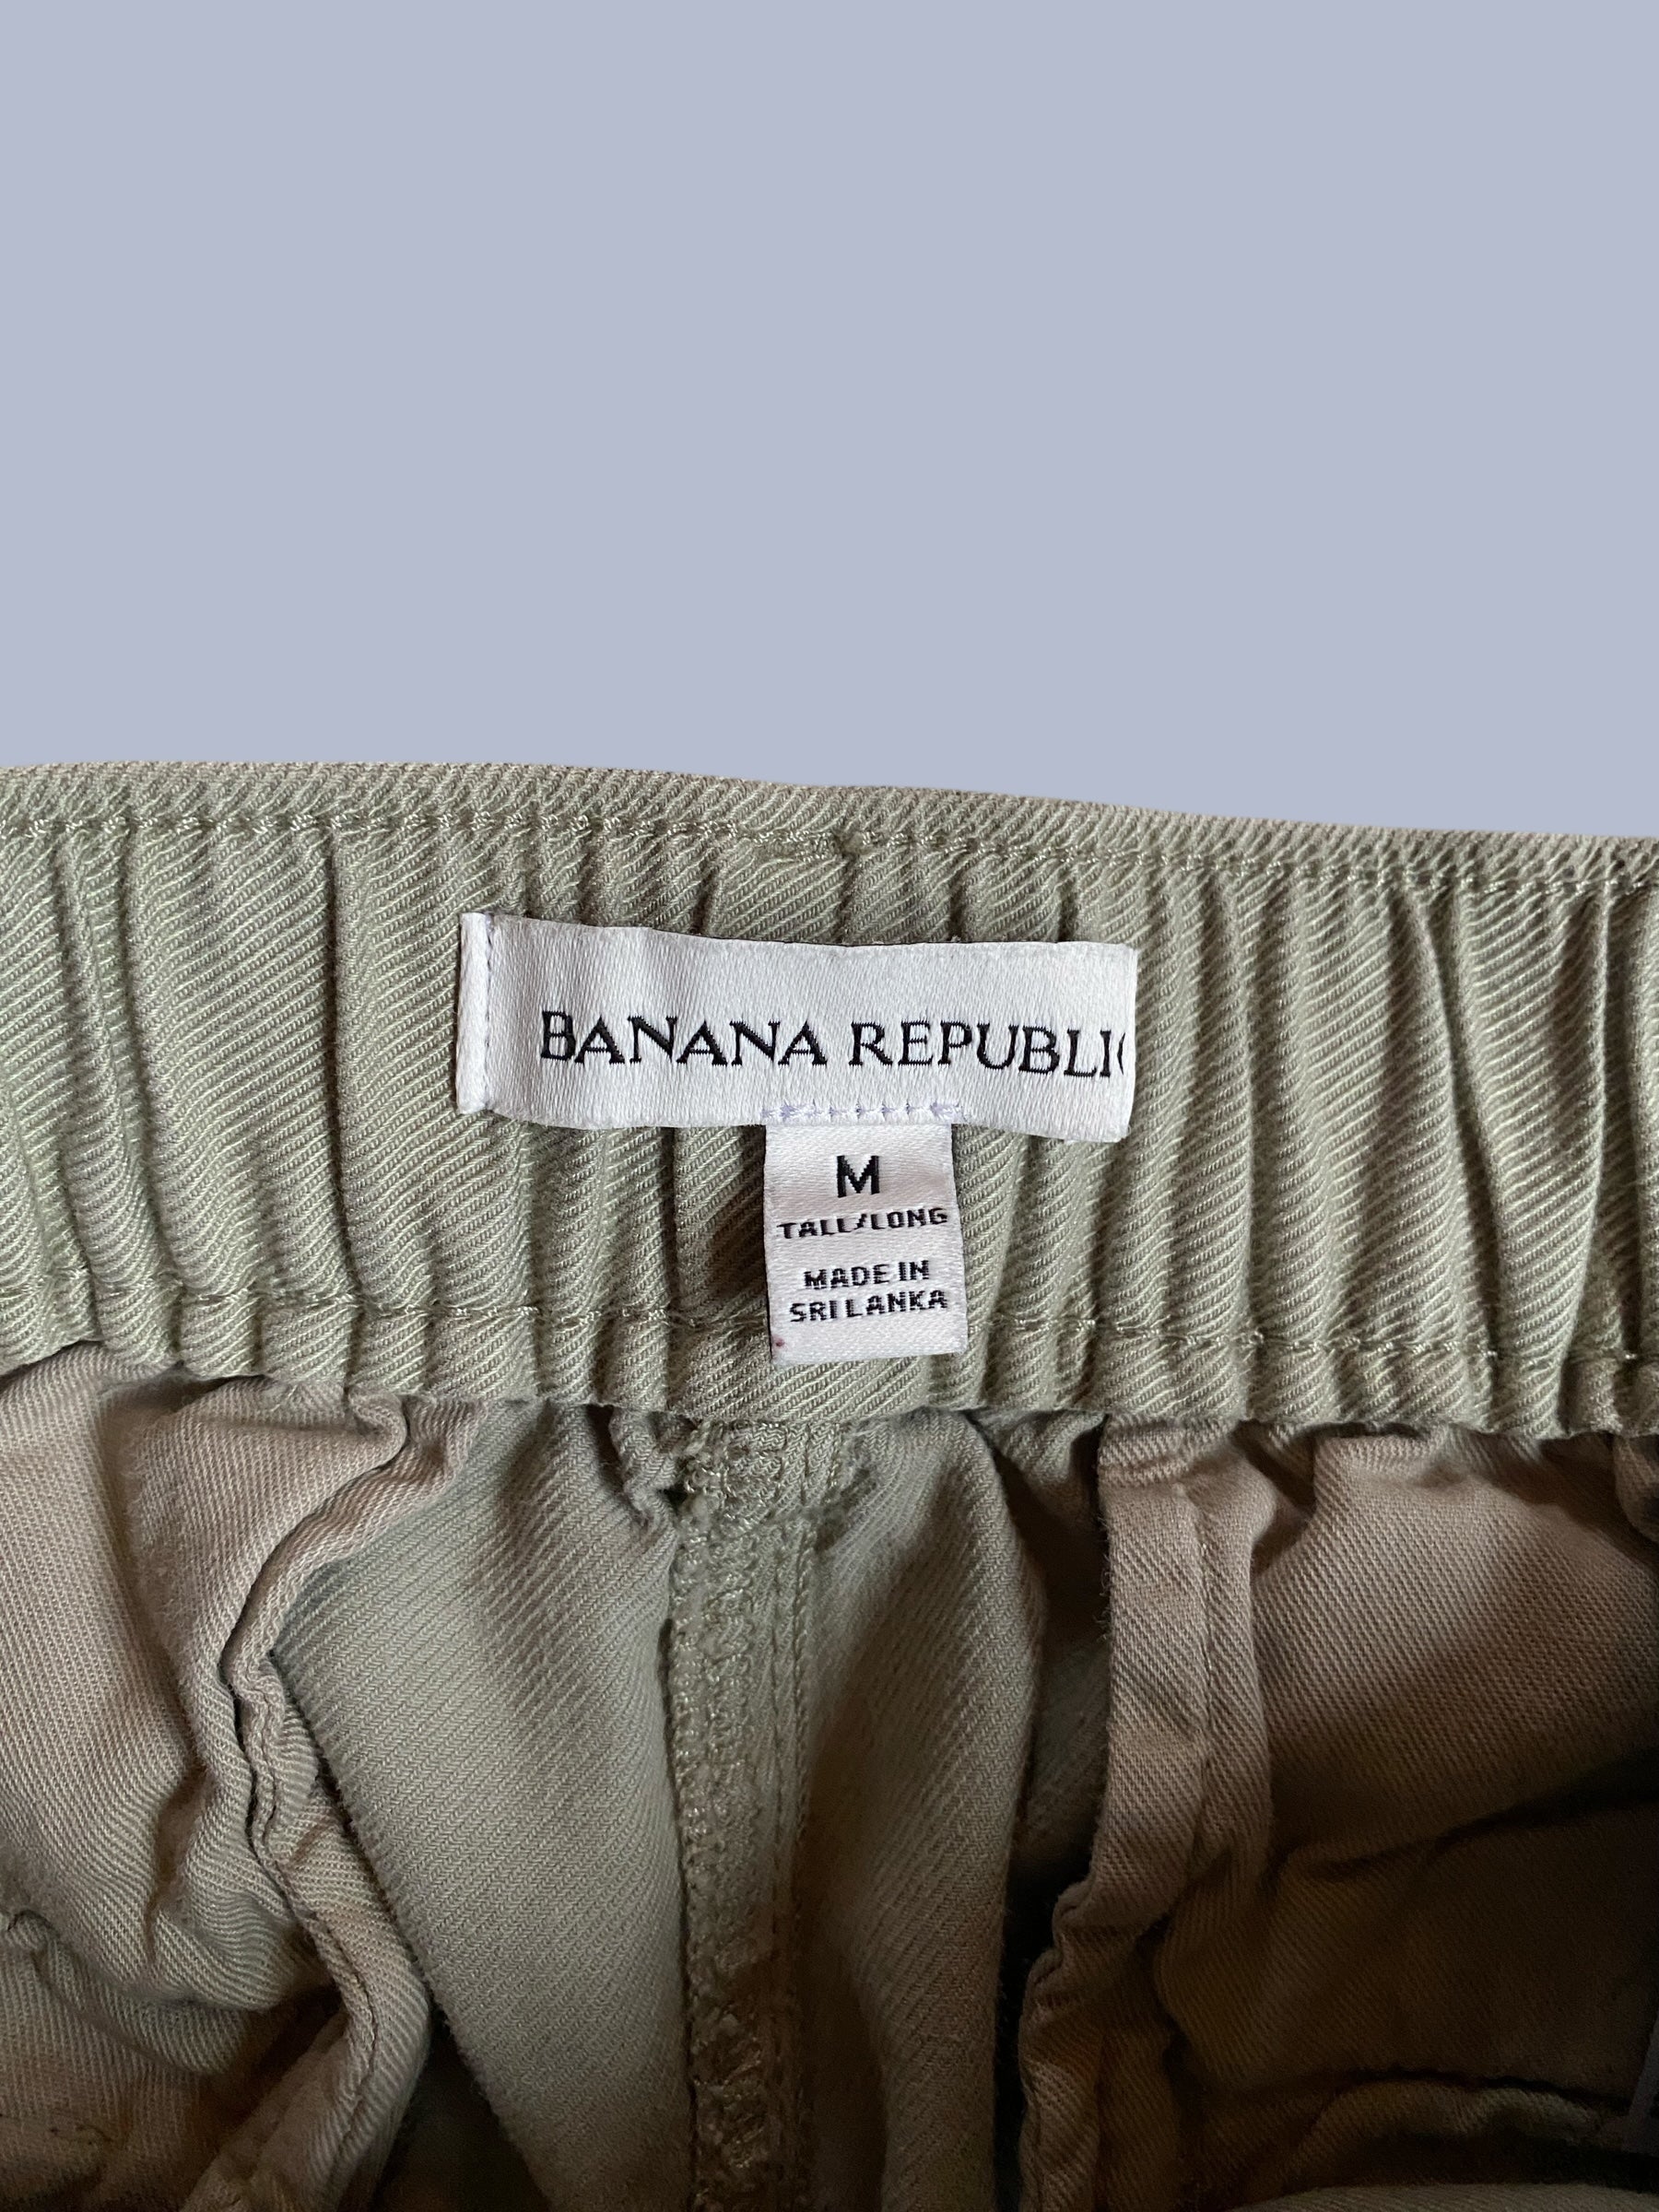 BANANA REPUBLIC
M
TALL/LONG
MADE IN
SRI LANKA